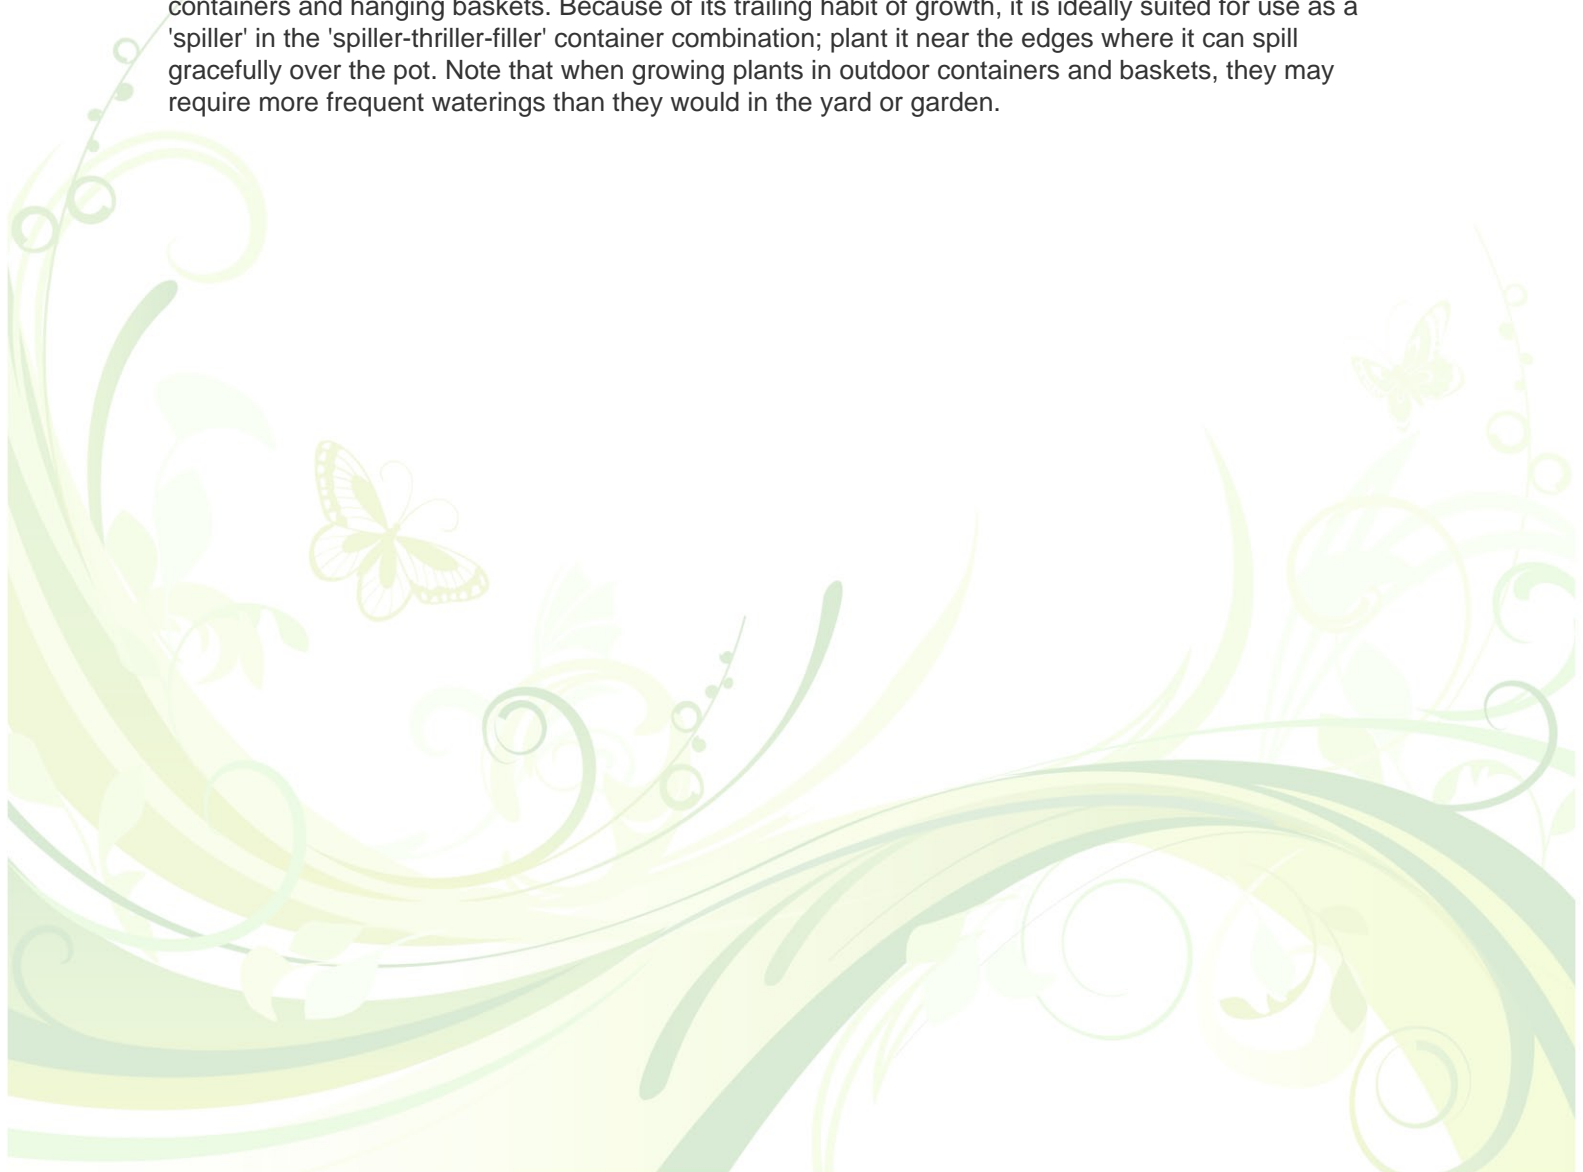 containers and hanging baskets. Because of its trailing habit of growth, it is ideally suited for use as a
'spiller' in the 'spiller-thriller-filler' container combination; plant it near the edges where it can spill
gracefully over the pot. Note that when growing plants in outdoor containers and baskets, they may
require more frequent waterings than they would in the yard or garden.